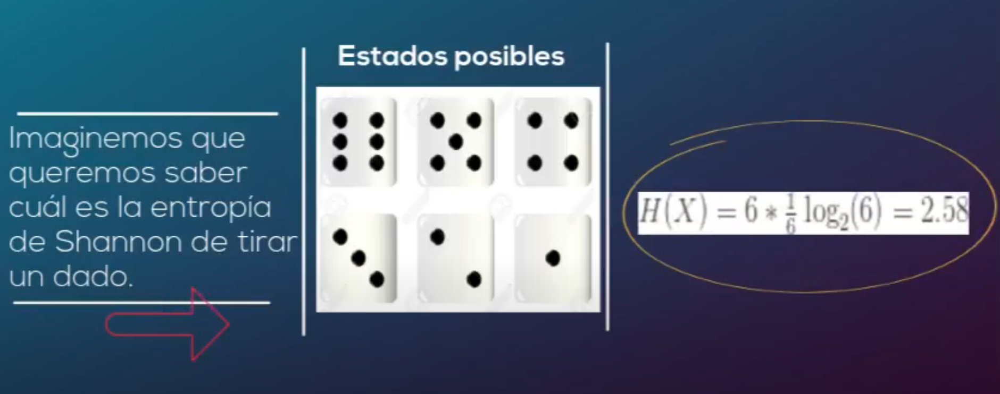 Imaginemos que
queremos saber
cuál es la entropía
de Shannon de tirar
un dado.
Estados posibles
H(X) = 6 * 1/6 log₂(6) = 2.58